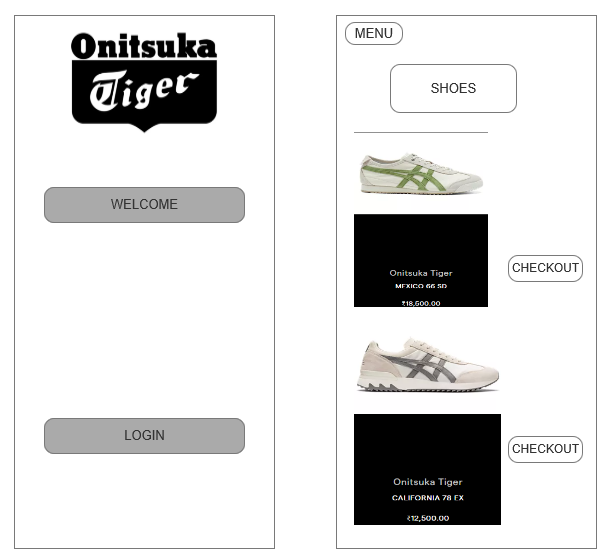 Onitsuka
Tiger
WELCOME
LOGIN
MENU
SHOES
Onitsuka Tiger
MEXICO 66 SD
₹18,500.00
CHECKOUT
Onitsuka Tiger
CALIFORNIA 78 EX
₹12,500.00
CHECKOUT